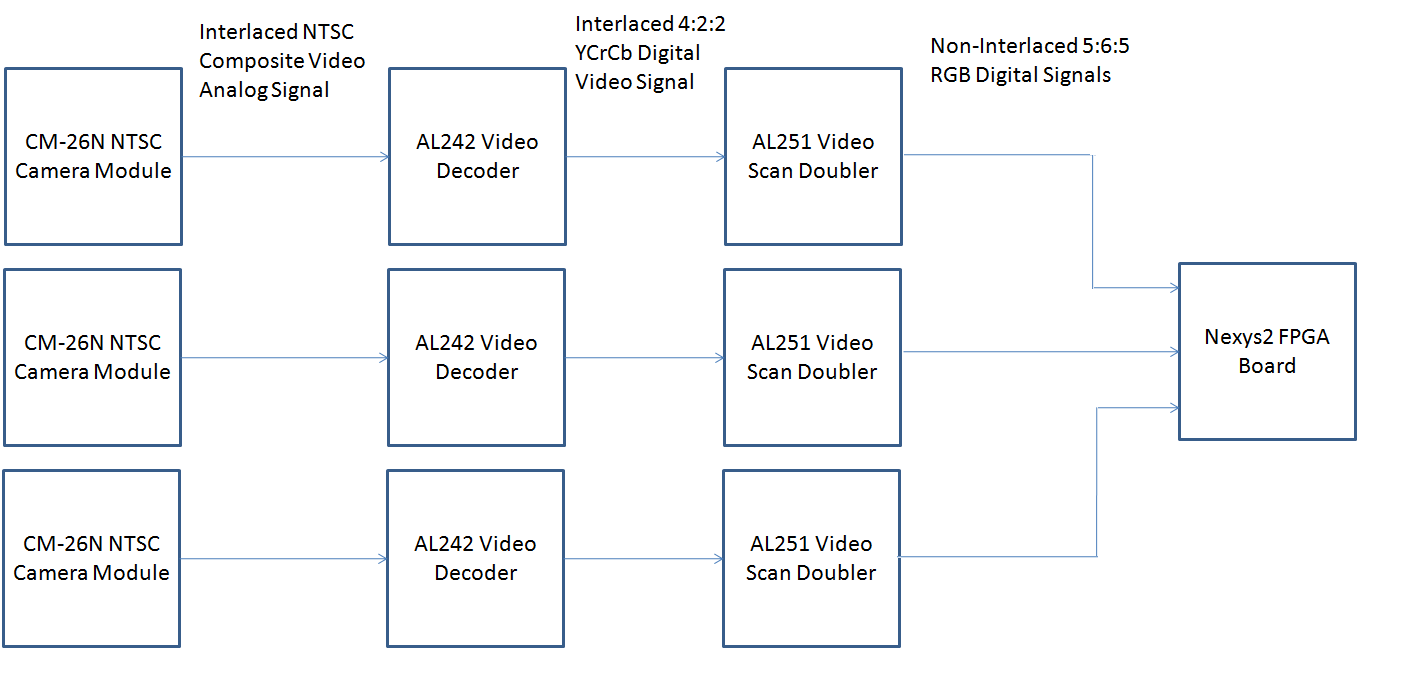 Interlaced NTSC
Composite Video
Analog Signal
Interlaced 4:2:2
YCrCb Digital
Video Signal
Non-Interlaced 5:6:5
RGB Digital Signals
CM-26N NTSC
Camera Module
AL242 Video
Decoder
AL251 Video
Scan Doubler
CM-26N NTSC
Camera Module
AL242 Video
Decoder
AL251 Video
Scan Doubler
Nexys2 FPGA
Board
CM-26N NTSC
Camera Module
AL242 Video
Decoder
AL251 Video
Scan Doubler